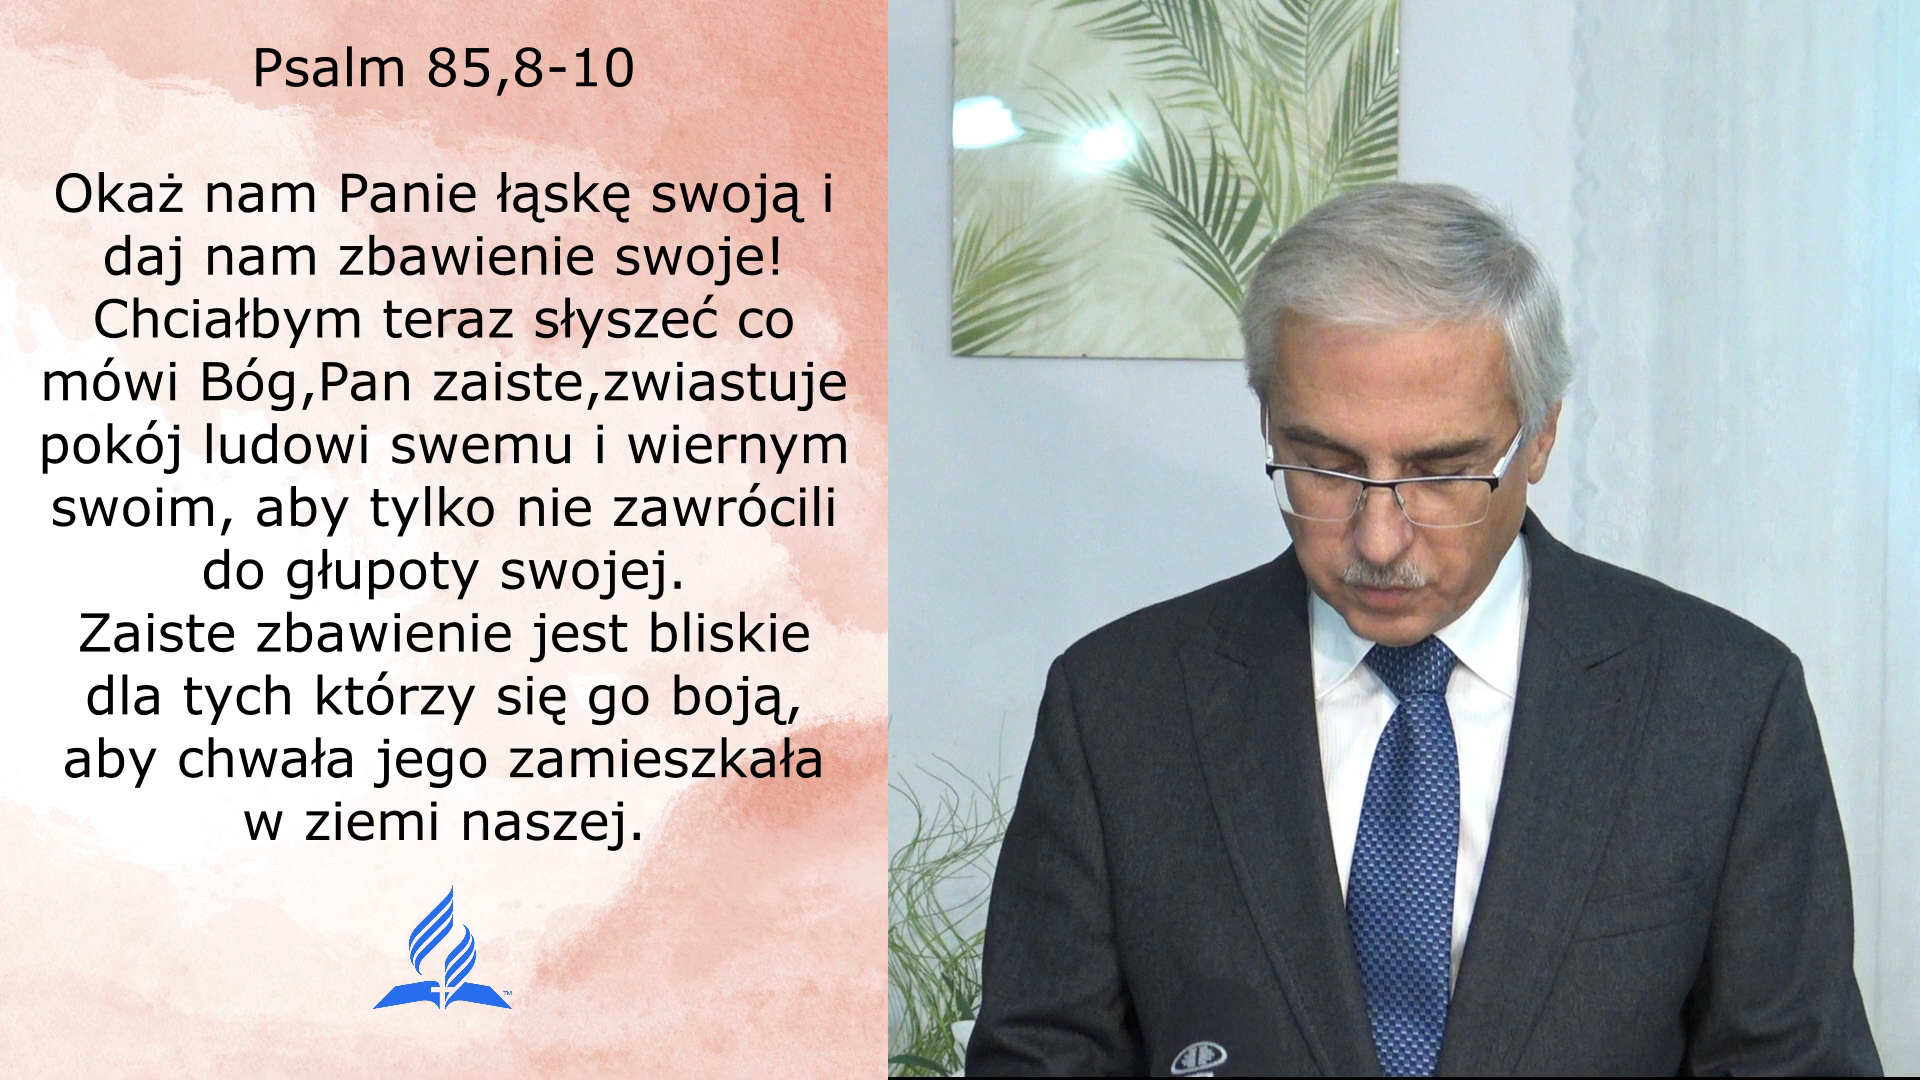 Psalm 85,8-10
Okaż nam Panie łąskę swoją i
daj nam zbawienie swoje!
Chciałbym teraz słyszeć co
mówi Bóg,Pan zaiste,zwiastuje
pokój ludowi swemu i wiernym
swoim, aby tylko nie zawrócili
do głupoty swojej.
Zaiste zbawienie jest bliskie
dla tych którzy się go boją,
aby chwała jego zamieszkała
w ziemi naszej.
TM